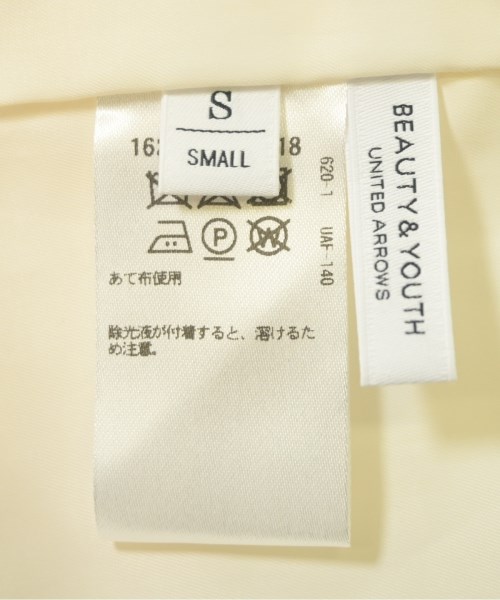 S
SMALL
18
620-1 UAF-140
あて布使用
除光液が付着すると、溶けるた
め注意。
BEAUTY & YOUTH
UNITED ARROWS